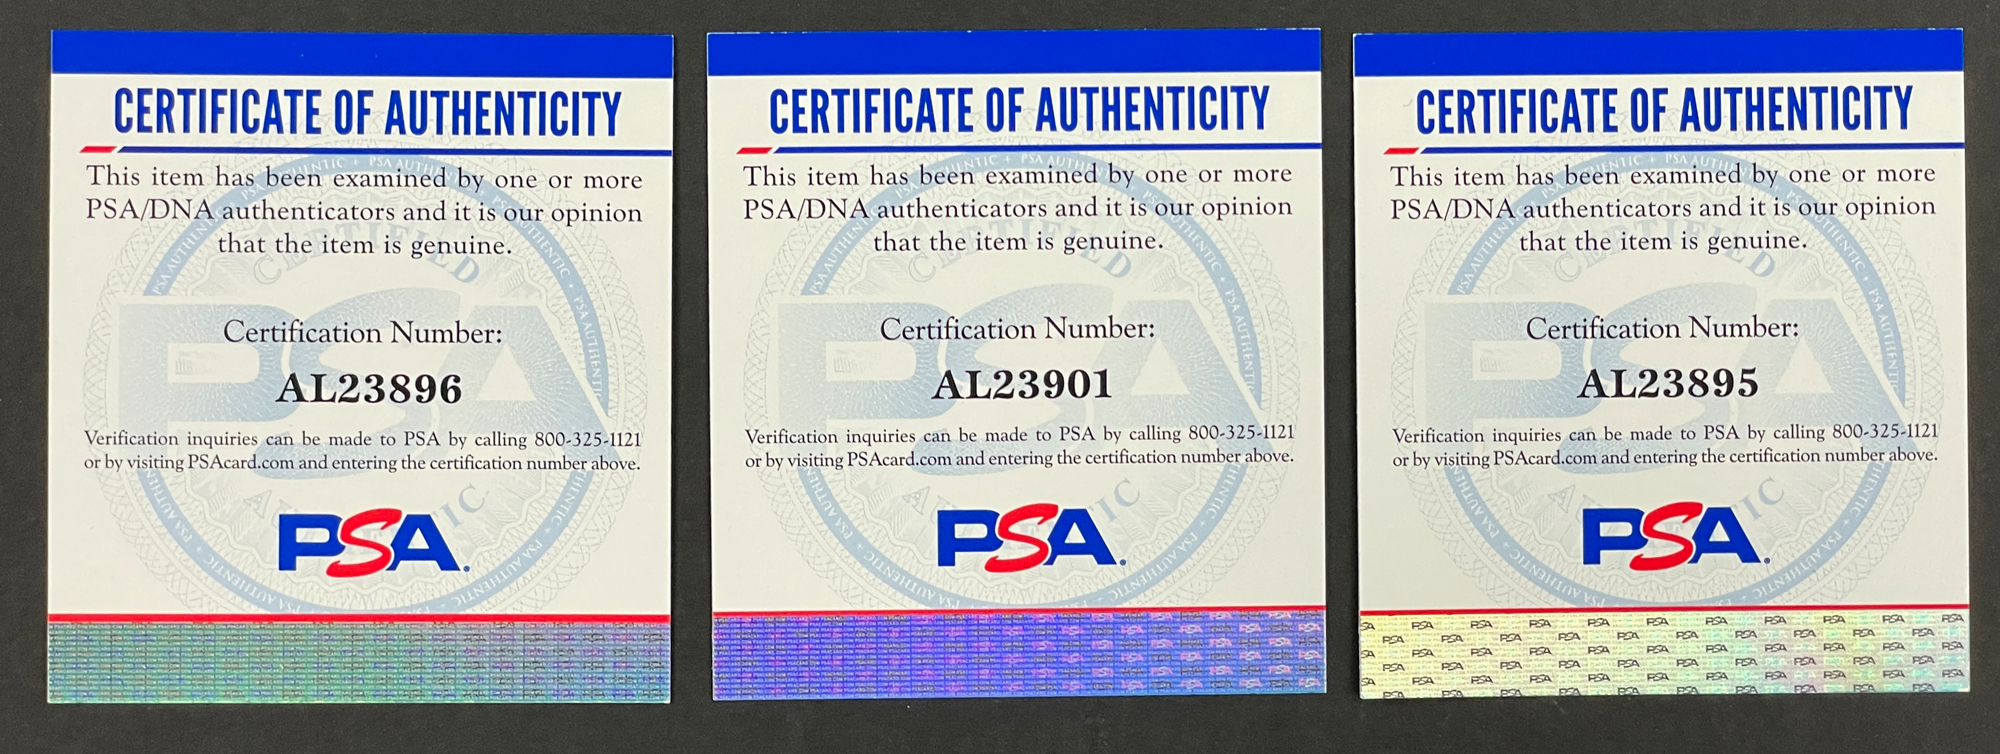 CERTIFICATE OF AUTHENTICITY
This item has been examined by one or more
PSA/DNA authenticators and it is our opinion
that the item is genuine.
CERTIFIED
PSA
Certification Number:
AL23896
Verification inquiries can be made to PSA by calling 800-325-1121
or by visiting PSAcard.com and entering the certification number above.
PSA
CERTIFICATE OF AUTHENTICITY
This item has been examined by one or more
PSA/DNA authenticators and it is our opinion
that the item is genuine.
CERTIFIED
PSA
Certification Number:
AL23901
Verification inquiries can be made to PSA by calling 800-325-1121
or by visiting PSAcard.com and entering the certification number above.
PSA
CERTIFICATE OF AUTHENTICITY
This item has been examined by one or more
PSA/DNA authenticators and it is our opinion
that the item is genuine.
CERTIFIED
PSA
Certification Number:
AL23895
Verification inquiries can be made to PSA by calling 800-325-1121
or by visiting PSAcard.com and entering the certification number above.
PSA